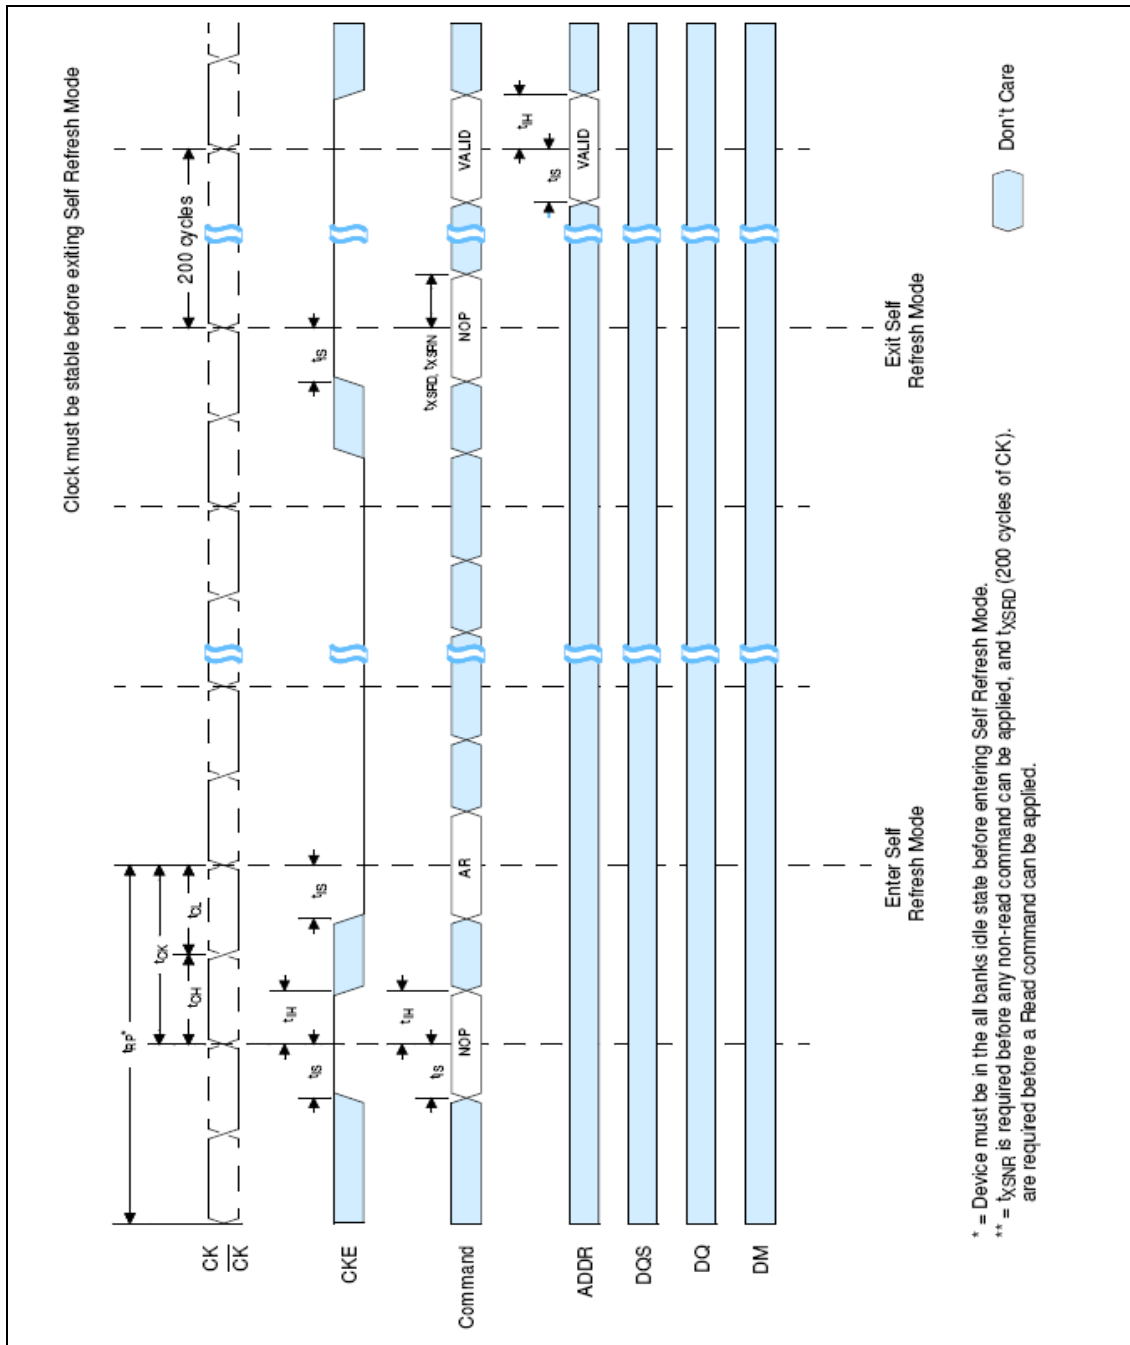 Clock must be stable before exiting Self Refresh Mode
tRP*
tCK
tCH
tCL
200 cycles
CK
CK
tIS
tIH
tIS
tIS
CKE
tIS
tIH
tXSRD, tXSRN
NOP
AR
NOP
VALID
Command
tIS
tIH
VALID
ADDR
DQS
DQ
DM
Enter Self
Refresh Mode
Exit Self
Refresh Mode
Don't Care
* = Device must be in the all banks idle state before entering Self Refresh Mode.
** = tXSNR is required before any non-read command can be applied, and tXSRD (200 cycles of CK).
are required before a Read command can be applied.